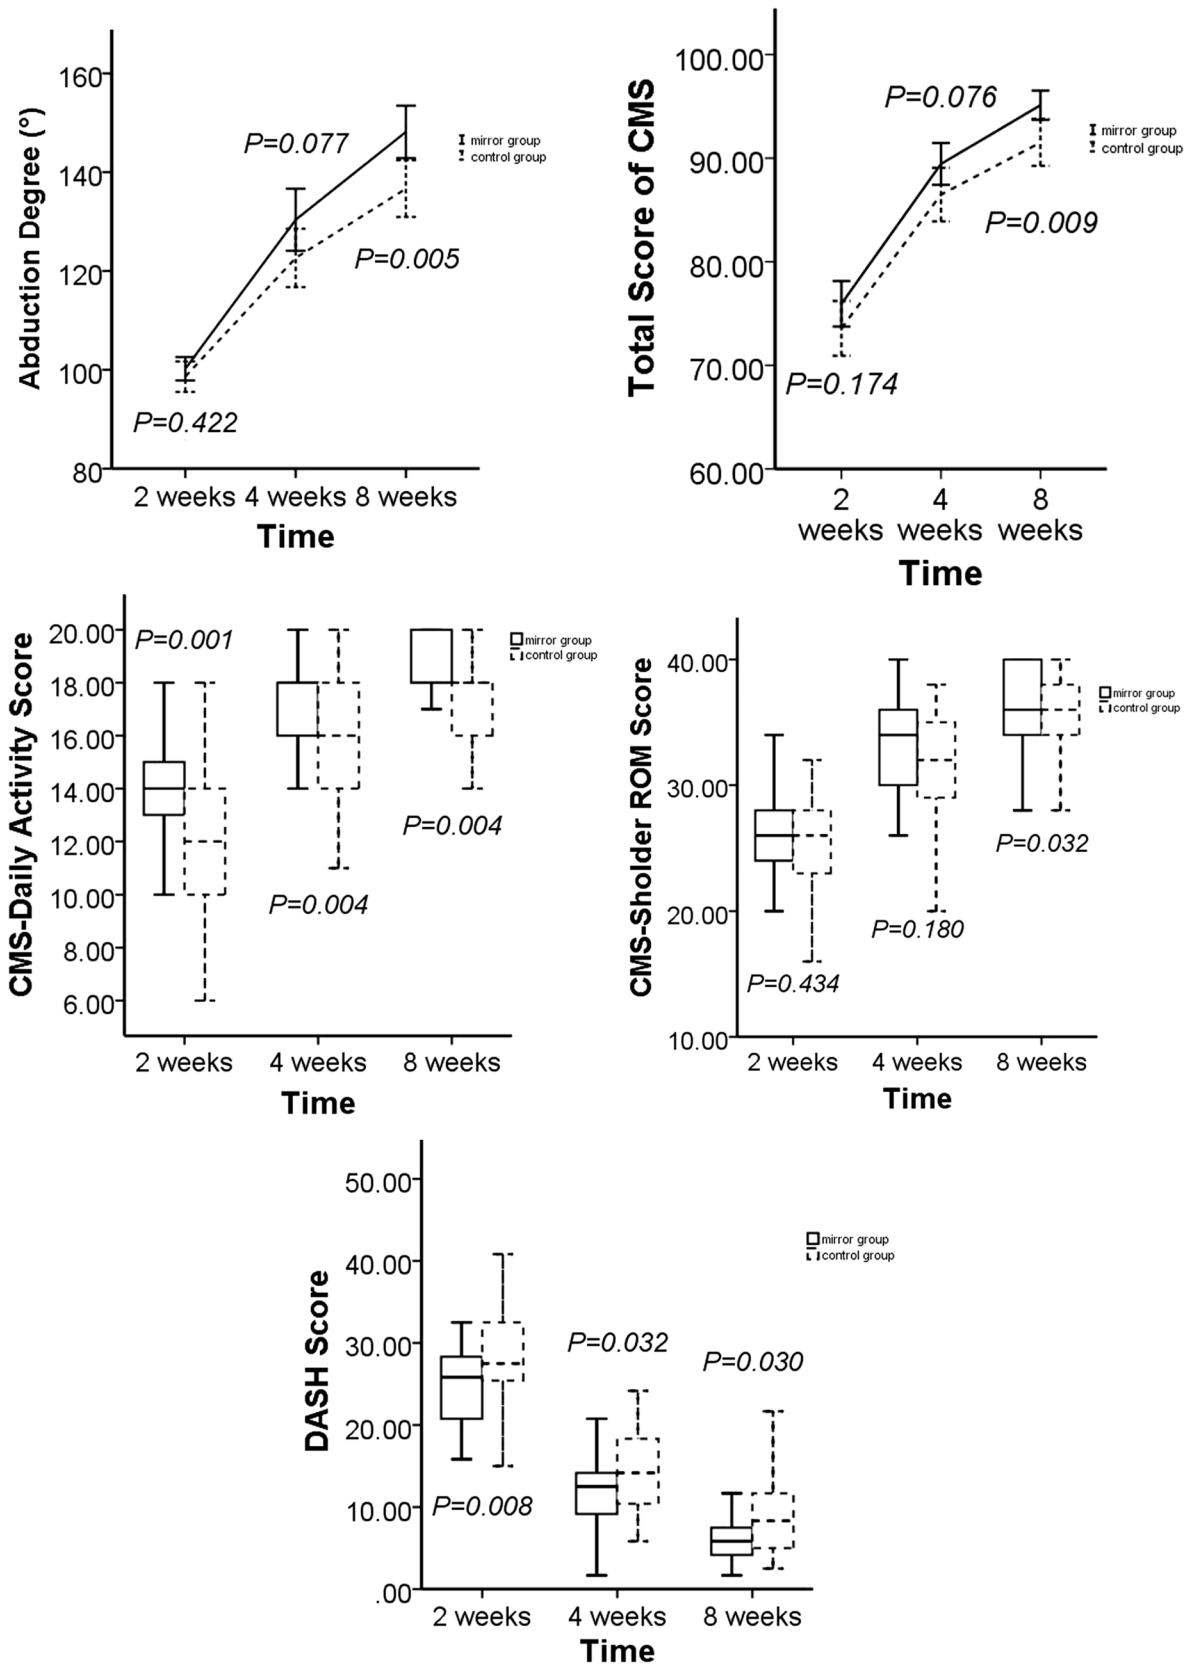 Abduction Degree (°)
160
140
120
100
80
P=0.077
P=0.005
P=0.422
mirror group
control group
2 weeks 4 weeks 8 weeks
Time
Total Score of CMS
100.00
90.00
80.00
70.00
60.00
P=0.076
P=0.009
P=0.174
mirror group
control group
2 4 8
weeks weeks weeks
Time
CMS-Daily Activity Score
20.00
18.00
16.00
14.00
12.00
10.00
8.00
6.00
P=0.001
P=0.004
P=0.004
mirror group
control group
2 weeks 4 weeks 8 weeks
Time
CMS-Sholder ROM Score
40.00
30.00
20.00
10.00
P=0.032
P=0.180
P=0.434
mirror group
control group
2 weeks 4 weeks 8 weeks
Time
DASH Score
50.00
40.00
30.00
20.00
10.00
.00
P=0.032
P=0.030
P=0.008
mirror group
control group
2 weeks 4 weeks 8 weeks
Time